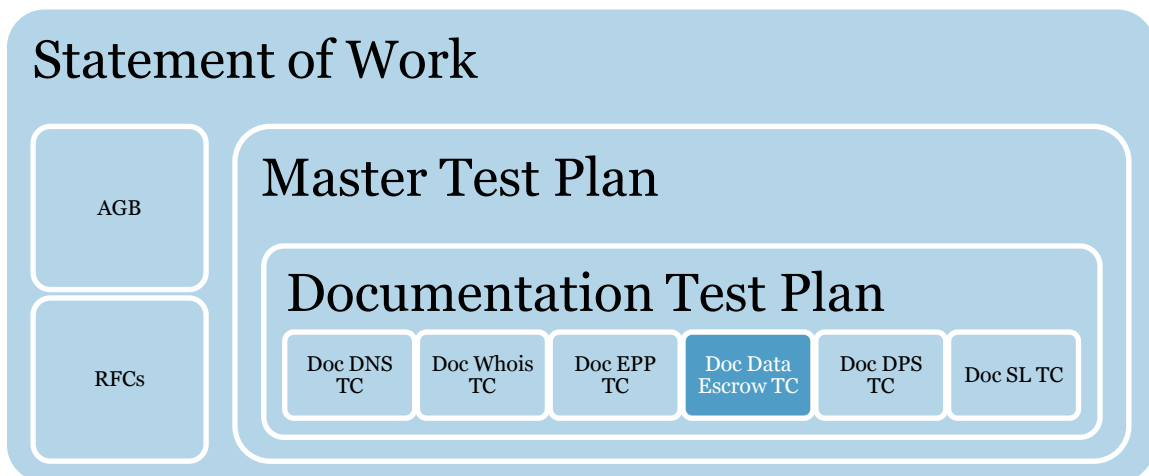 Statement of Work
AGB
RFCs
Master Test Plan
Documentation Test Plan
Doc DNS
TC
Doc Whois
TC
Doc EPP
TC
Doc Data
Escrow TC
Doc DPS
TC
Doc SL TC